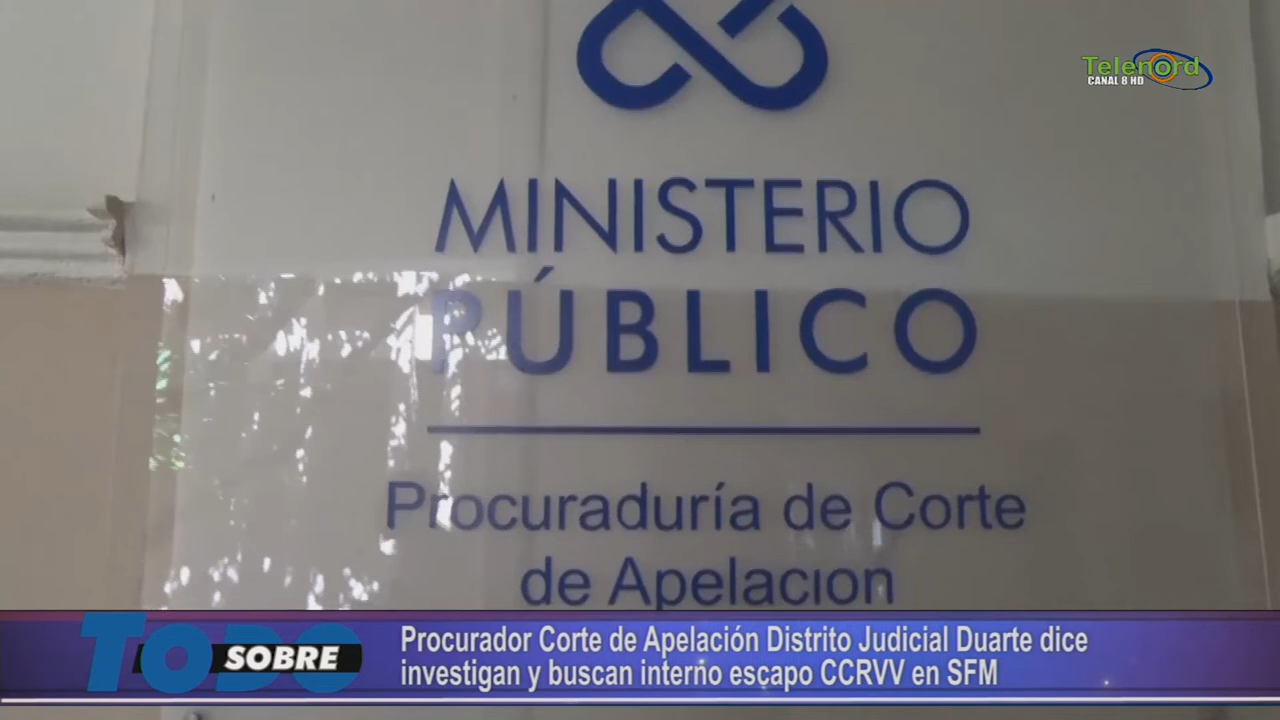 Telenord
CANAL 8 HD
MINISTERIO
PÚBLICO
Procuraduría de Corte
de Apelacıon
TODO
SOBRE
Procurador Corte de Apelación Distrito Judicial Duarte dice
investigan y buscan interno escapo CCRVV en SFM